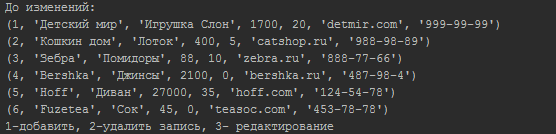 До изменений:
(1, 'Детский мир', 'Игрушка Слон', 1700, 20, 'detmir.com', '999-99-99')
(2, 'Кошкин дом', 'Лоток', 400, 5, 'catshop.ru', '988-98-89')
(3, 'Зебра', 'Помидоры', 88, 10, 'zebra.ru', '888-77-66')
(4, 'Bershka', 'Джинсы', 2100, 0, 'bershka.ru', '487-98-4')
(5, 'Hoff', 'Диван', 27000, 35, 'hoff.com', '124-54-78')
(6, 'Fuzetea', 'Сок', 45, 0, 'teasoc.com', '453-78-78')
1-добавить, 2-удалить запись, 3- редактирование